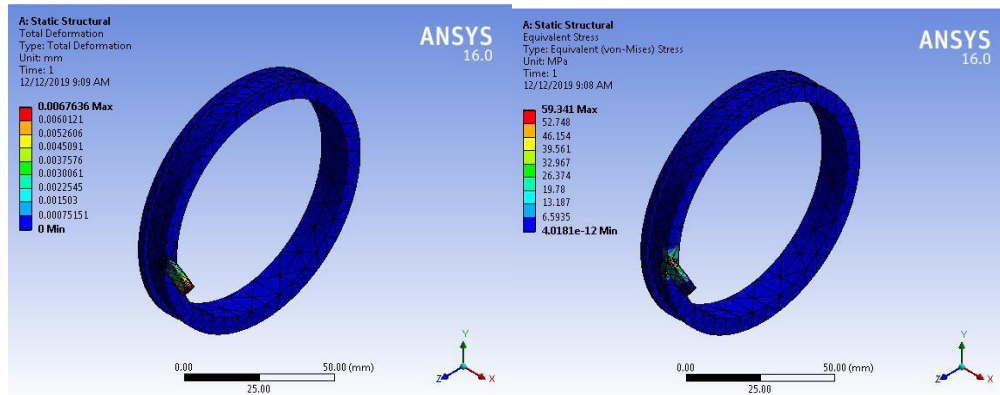 A: Static Structural
Total Deformation
Type: Total Deformation
Unit: mm
Time: 1
12/12/2019 9:09 AM
ANSYS
16.0
0.0067636 Max
0.0060121
0.0052606
0.0045091
0.0037576
0.0030061
0.0022545
0.001503
0.00075151
0 Min
0.00
50.00 (mm)
25.00
Y
Z
X
A: Static Structural
Equivalent Stress
Type: Equivalent (von-Mises) Stress
Unit: MPa
Time: 1
12/12/2019 9:08 AM
ANSYS
16.0
59.341 Max
52.748
46.154
39.561
32.967
26.374
19.78
13.187
6.5935
4.0181e-12 Min
0.00
50.00 (mm)
25.00
Y
Z
X